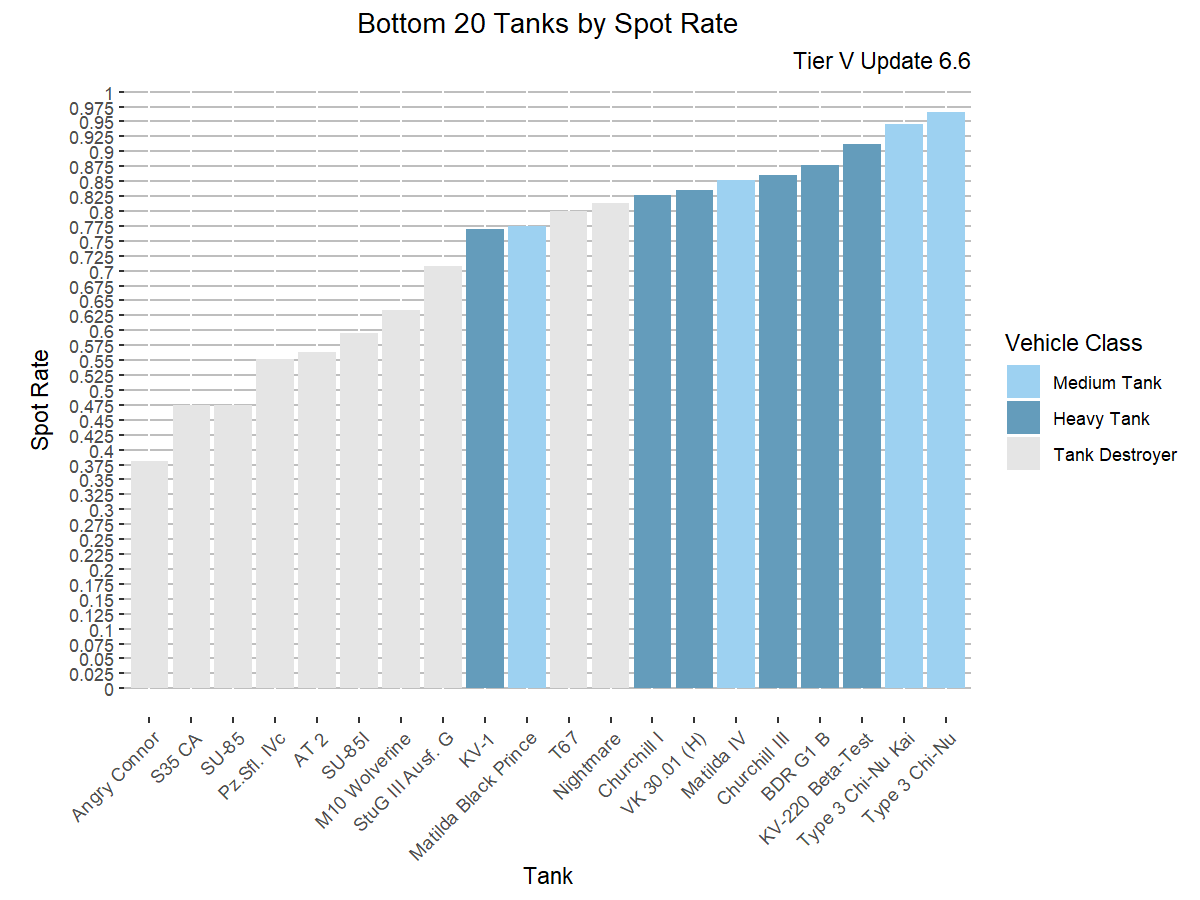 Bottom 20 Tanks by Spot Rate
Tier V Update 6.6
1
0.975
0.95
0.925
0.9
0.875
0.85
0.825
0.8
0.775
0.75
0.725
0.7
0.675
0.65
0.625
0.6
0.575
0.55
0.525
0.5
0.475
0.45
0.425
0.4
0.375
0.35
0.325
0.3
0.275
0.25
0.225
0.2
0.175
0.15
0.125
0.1
0.075
0.05
0.025
0
Spot Rate
Angry Connor
S35 CA
SU-85
Pz.Sfl. IVc
AT 2
SU-85I
M10 Wolverine
StuG III Ausf. G
KV-1
Matilda Black Prince
T67
Nightmare
Churchill I
VK 30.01 (H)
Matilda IV
Churchill III
BDR G1 B
KV-220 Beta-Test
Type 3 Chi-Nu Kai
Type 3 Chi-Nu
Tank
Vehicle Class
Medium Tank
Heavy Tank
Tank Destroyer